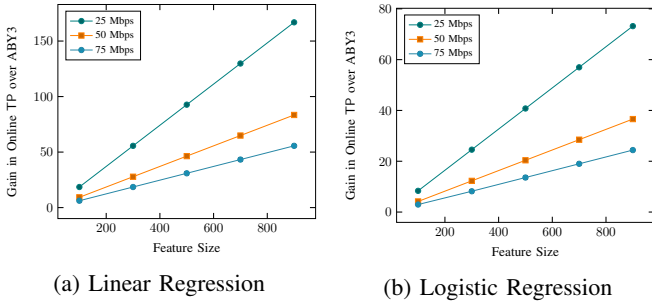 25 Mbps
50 Mbps
75 Mbps
150
100
50
0
Gain in Online TP over ABY3
200 400 600 800
Feature Size
(a) Linear Regression
25 Mbps
50 Mbps
75 Mbps
80
60
40
20
0
Gain in Online TP over ABY3
200 400 600 800
Feature Size
(b) Logistic Regression